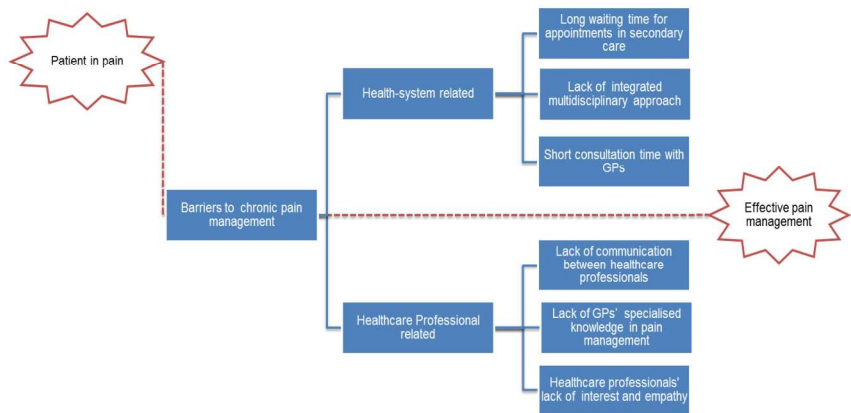 Patient in pain
Long waiting time for
appointments in secondary
care
Health-system related
Lack of integrated
multidisciplinary approach
Short consultation time with
GPs
Barriers to chronic pain
management
Effective pain
management
Lack of communication
between healthcare
professionals
Healthcare Professional
related
Lack of GPs' specialised
knowledge in pain
management
Healthcare professionals'
lack of interest and empathy